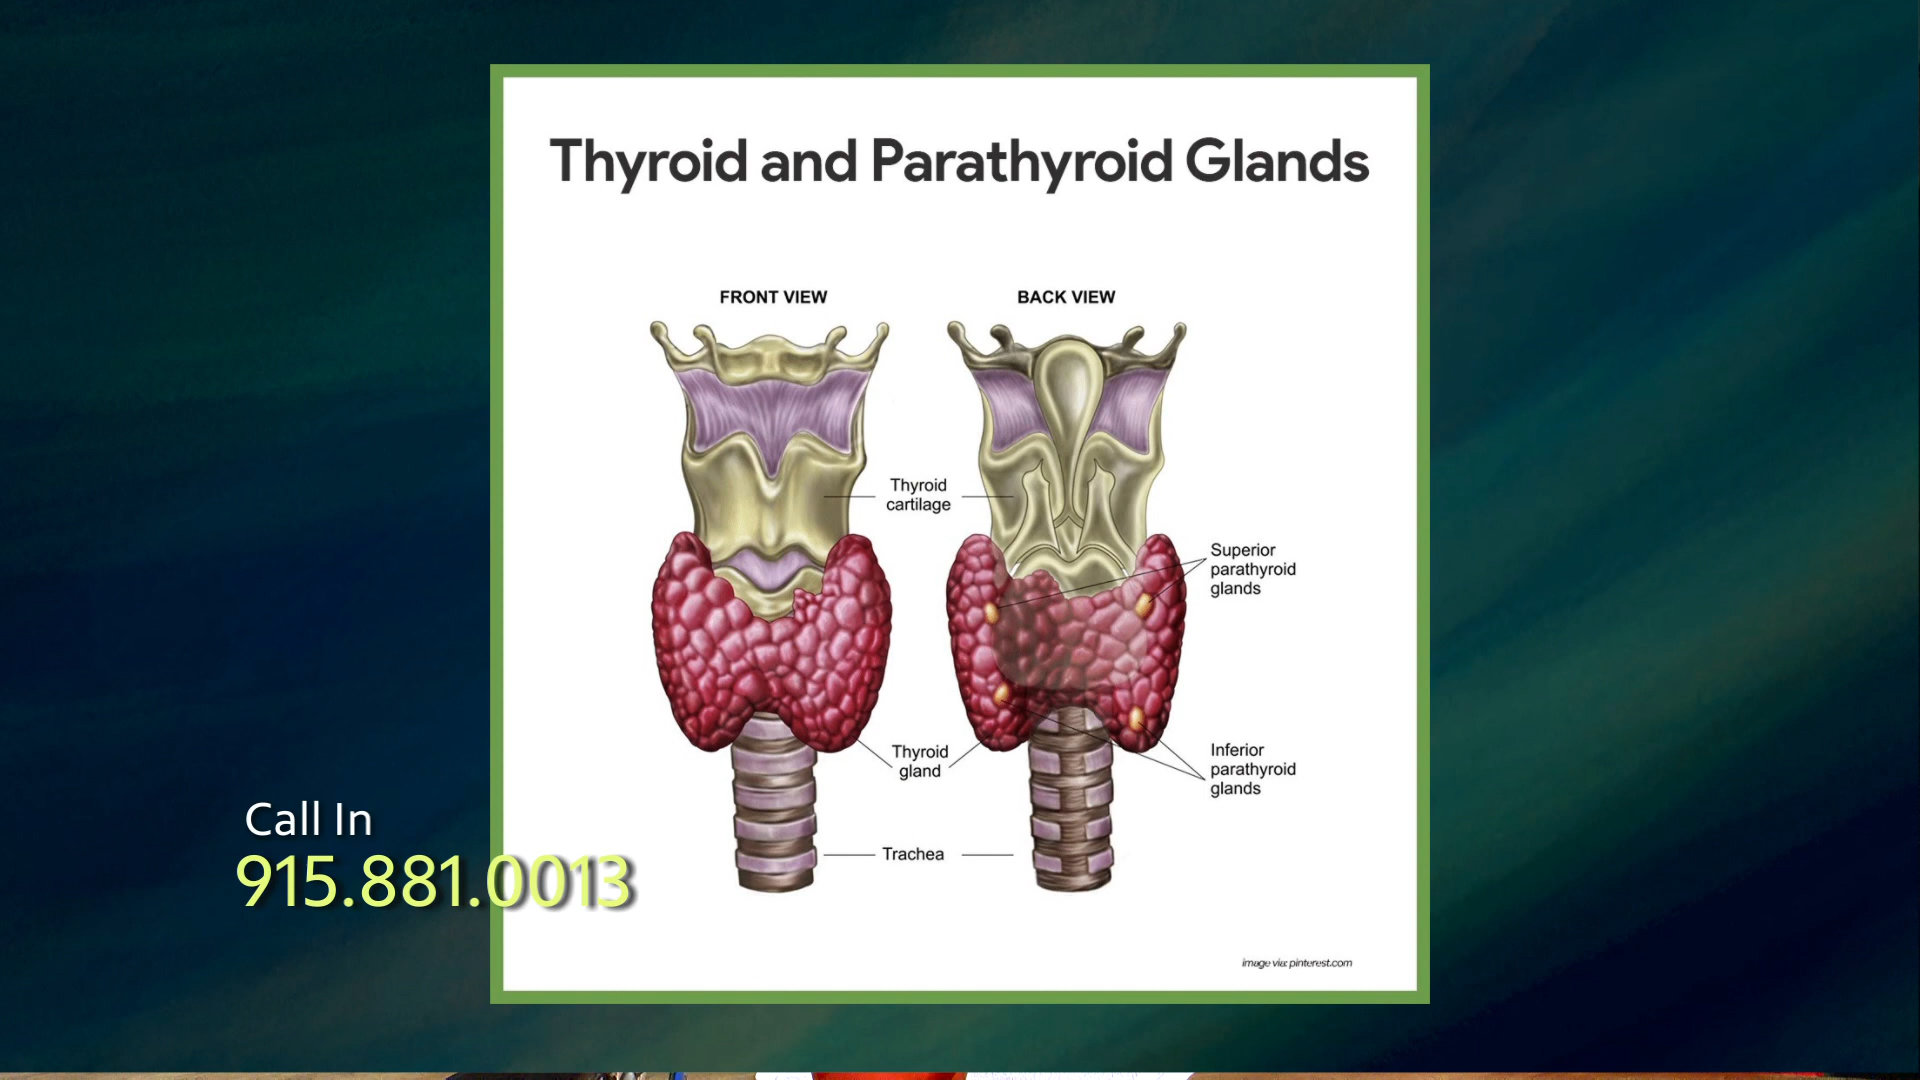 Thyroid and Parathyroid Glands
FRONT VIEW
BACK VIEW
Thyroid
cartilage
Superior
parathyroid
glands
Thyroid
gland
Inferior
parathyroid
glands
Trachea
Call In
915.881.0013
image via: pinterest.com